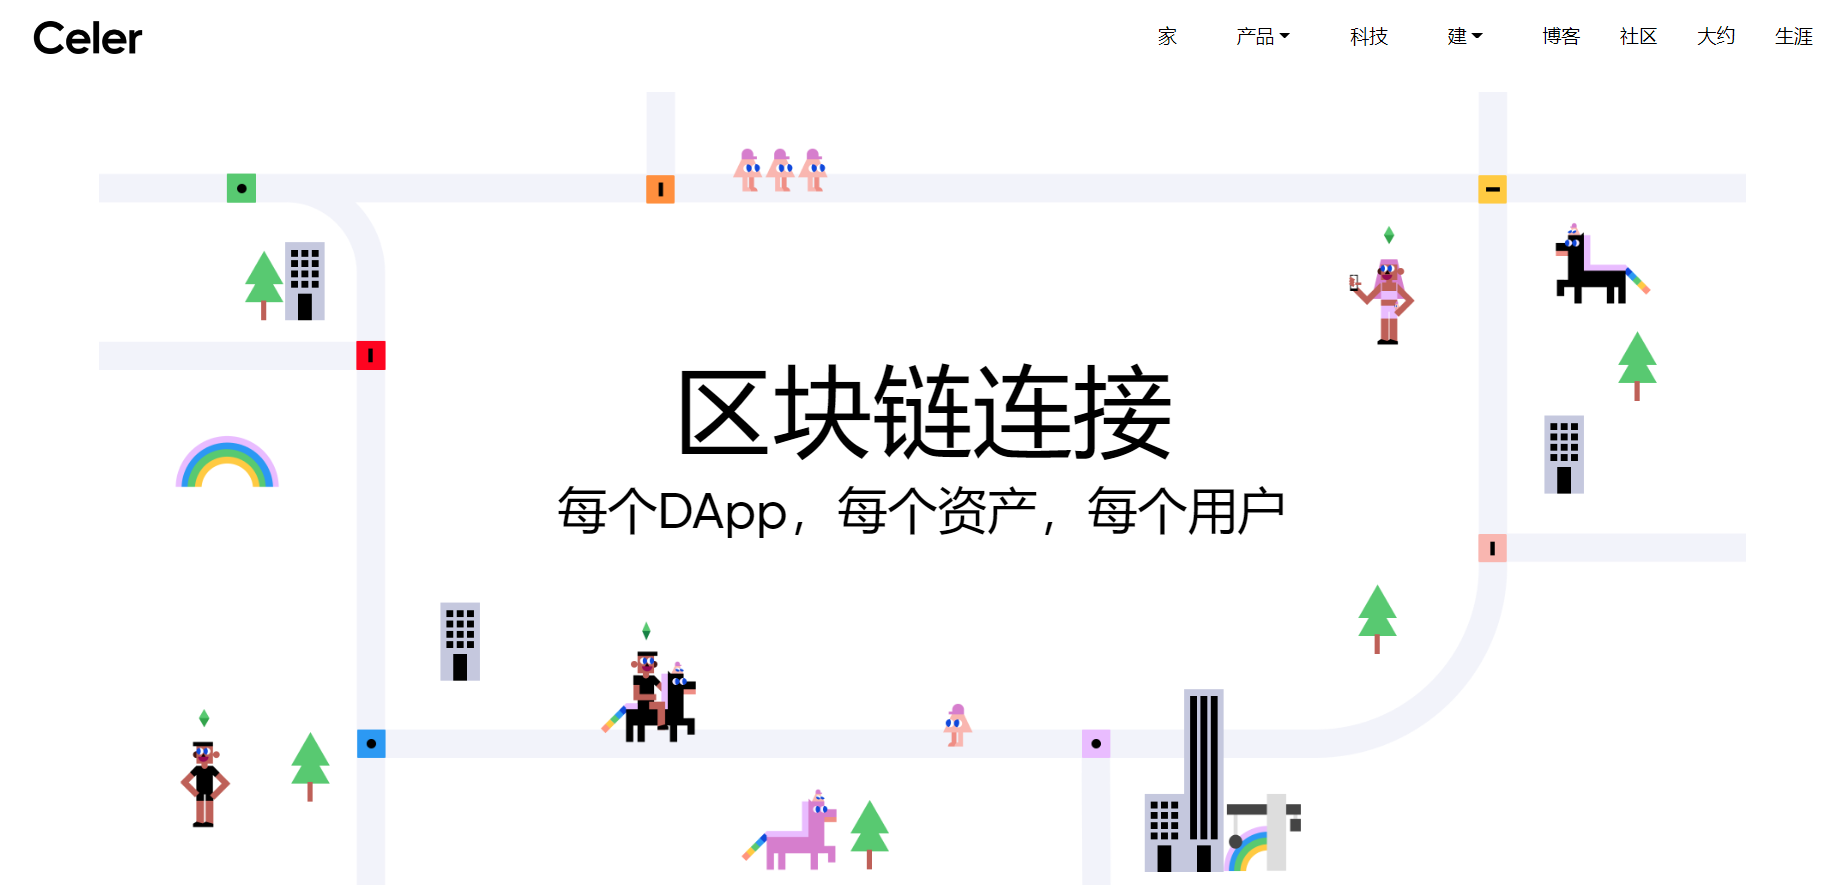 Celer
家 产品 科技 建 博客 社区 大约 生涯
区块链连接
每个DApp，每个资产，每个用户